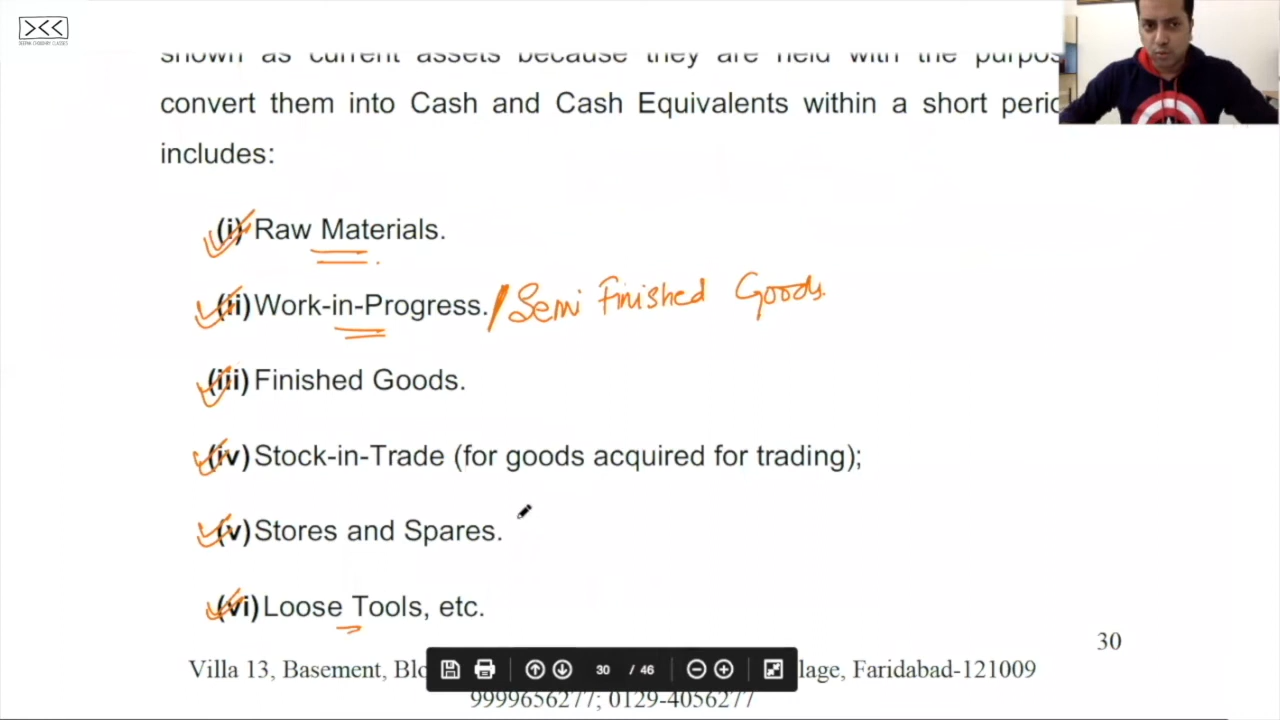 shown as current assets because they are held with the purpos
convert them into Cash and Cash Equivalents within a short perio
includes:
(i) Raw Materials.
(ii) Work-in-Progress. / Semi Finished Goods.
(iii) Finished Goods.
(iv) Stock-in-Trade (for goods acquired for trading);
(v) Stores and Spares.
(vi) Loose Tools, etc.
30
30 / 46
Villa 13, Basement, Blo lage, Faridabad-121009
9999656277; 0129-4056277